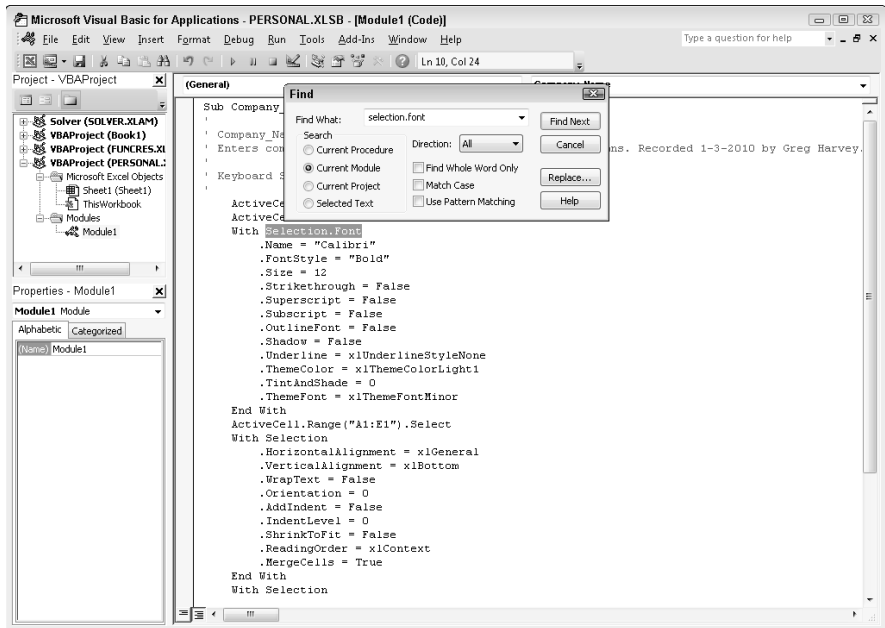 Microsoft Visual Basic for Applications - PERSONAL.XLSB - [Module1 (Code)]
File Edit View Insert Format Debug Run Tools Add-Ins Window Help
Type a question for help
Ln 10, Col 24
Project - VBAProject
Solver (SOLVER.XLAM)
VBAProject (Book1)
VBAProject (FUNCRES.XL
VBAProject (PERSONAL.
Microsoft Excel Objects
Sheet1 (Sheet1)
ThisWorkbook
Modules
Module1
Properties - Module1
Module1 Module
Alphabetic Categorized
(Name) Module1
(General)
Company_Name
Find
Find What: selection.font
Search
Current Procedure
Current Module
Current Project
Selected Text
Direction: All
Find Whole Word Only
Match Case
Use Pattern Matching
Find Next
Cancel
Replace...
Help
Sub Company_
'
' Company_Na
' Enters con
ns. Recorded 1-3-2010 by Greg Harvey.
'
' Keyboard S
'
ActiveCe
ActiveCe
With Selection.Font
.Name = "Calibri"
.FontStyle = "Bold"
.Size = 12
.Strikethrough = False
.Superscript = False
.Subscript = False
.OutlineFont = False
.Shadow = False
.Underline = xlUnderlineStyleNone
.ThemeColor = xlThemeColorLight1
.TintAndShade = 0
.ThemeFont = xlThemeFontMinor
End With
ActiveCell.Range("A1:E1").Select
With Selection
.HorizontalAlignment = xlGeneral
.VerticalAlignment = xlBottom
.WrapText = False
.Orientation = 0
.AddIndent = False
.IndentLevel = 0
.ShrinkToFit = False
.ReadingOrder = xlContext
.MergeCells = True
End With
With Selection